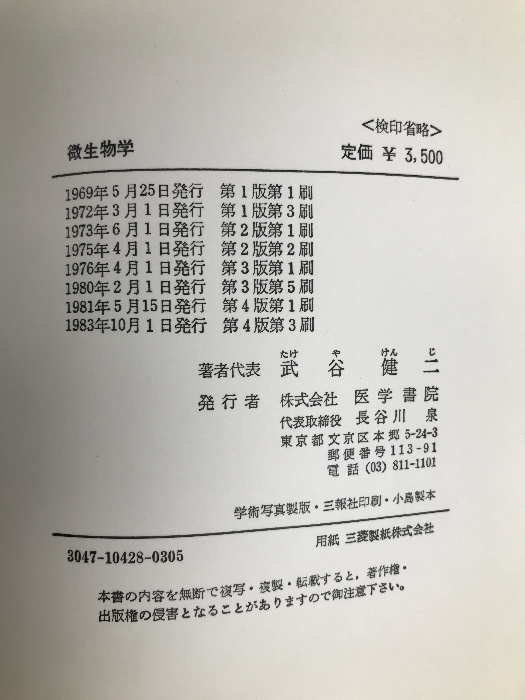 <検印省略>
微生物学 定価 ¥ 3,500
1969年5月25日発行 第1版第1刷
1972年3月1日発行 第1版第3刷
1973年6月1日発行 第2版第1刷
1975年4月1日発行 第2版第2刷
1976年4月1日発行 第3版第1刷
1980年2月1日発行 第3版第5刷
1981年5月15日発行 第4版第1刷
1983年10月1日発行 第4版第3刷
たけ や けん じ
著者代表 武谷健二
発行者 株式会社 医学書院
代表取締役 長谷川 泉
東京都文京区本郷5-24-3
郵便番号113-91
電話 (03) 811-1101
学術写真製版・三報社印刷・小島製本
用紙 三菱製紙株式会社
3047-10428-0305
本書の内容を無断で複写・複製・転載すると,著作権・
出版権の侵害となることがありますので御注意下さい。